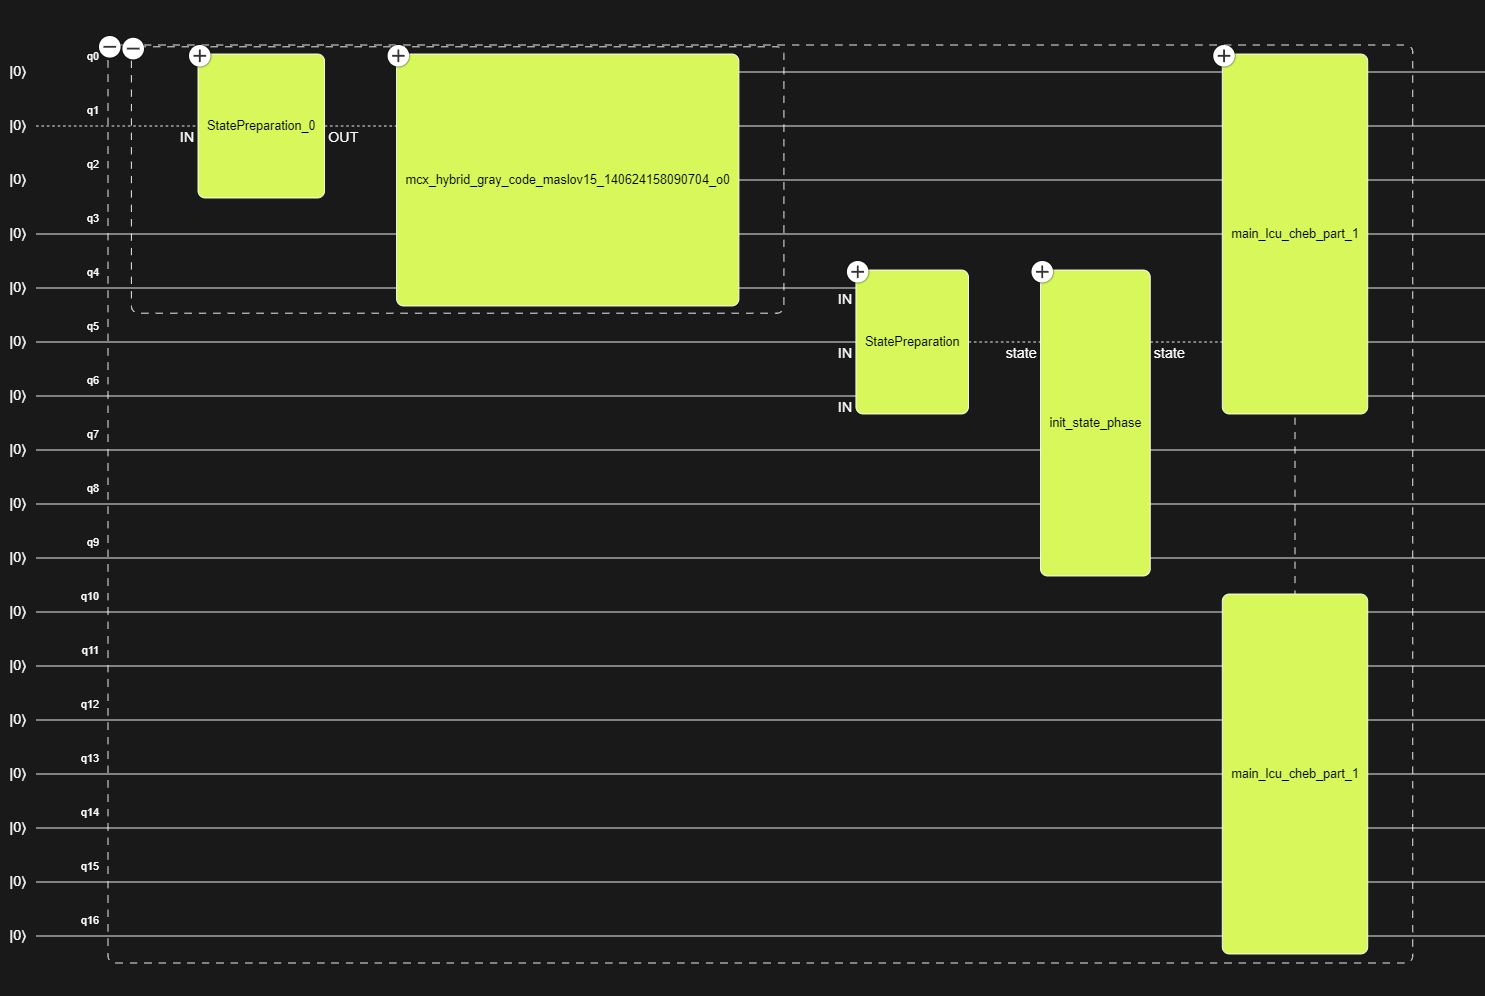 q0
|0⟩
q1
|0⟩
IN
StatePreparation_0
OUT
q2
|0⟩
mcx_hybrid_gray_code_maslov15_140624158090704_o0
q3
|0⟩
main_lcu_cheb_part_1
q4
|0⟩
IN
q5
|0⟩
IN
StatePreparation
state
state
q6
|0⟩
IN
init_state_phase
q7
|0⟩
q8
|0⟩
q9
|0⟩
q10
|0⟩
q11
|0⟩
q12
|0⟩
q13
|0⟩
main_lcu_cheb_part_1
q14
|0⟩
q15
|0⟩
q16
|0⟩